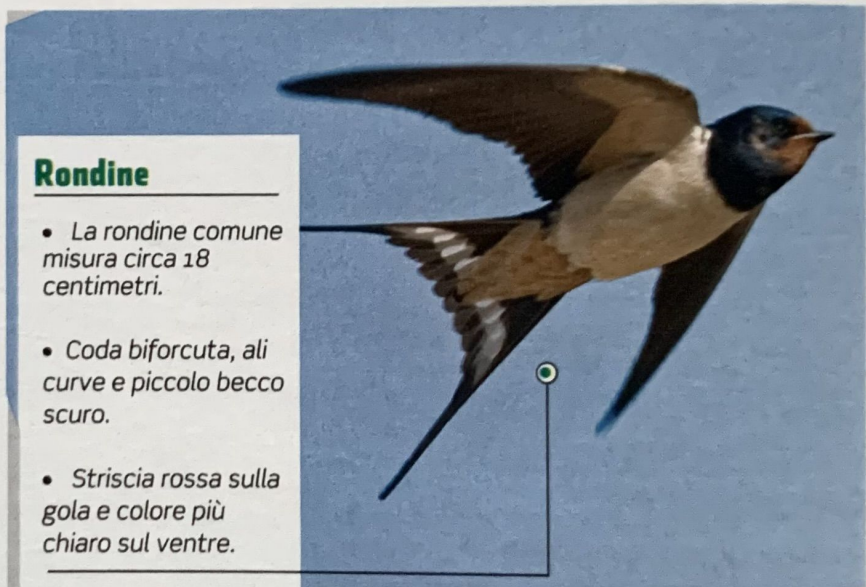 Rondine
• La rondine comune
misura circa 18
centimetri.
• Coda biforcuta, ali
curve e piccolo becco
scuro.
• Striscia rossa sulla
gola e colore più
chiaro sul ventre.